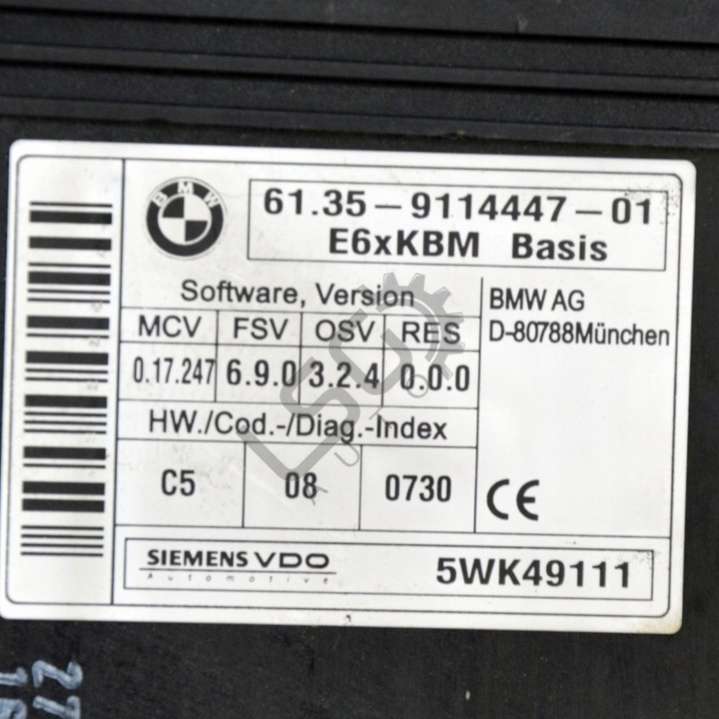 BMW
61.35-9114447-01
E6xKBM Basis
Software, Version
MCV FSV OSV RES
0.17.247 6.9.0 3.2.4 0.0.0
HW./Cod.-/Diag.-Index
C5 08 0730
BMW AG
D-80788München
CE
SIEMENS VDO
Automotive
5WK49111
LSG
27